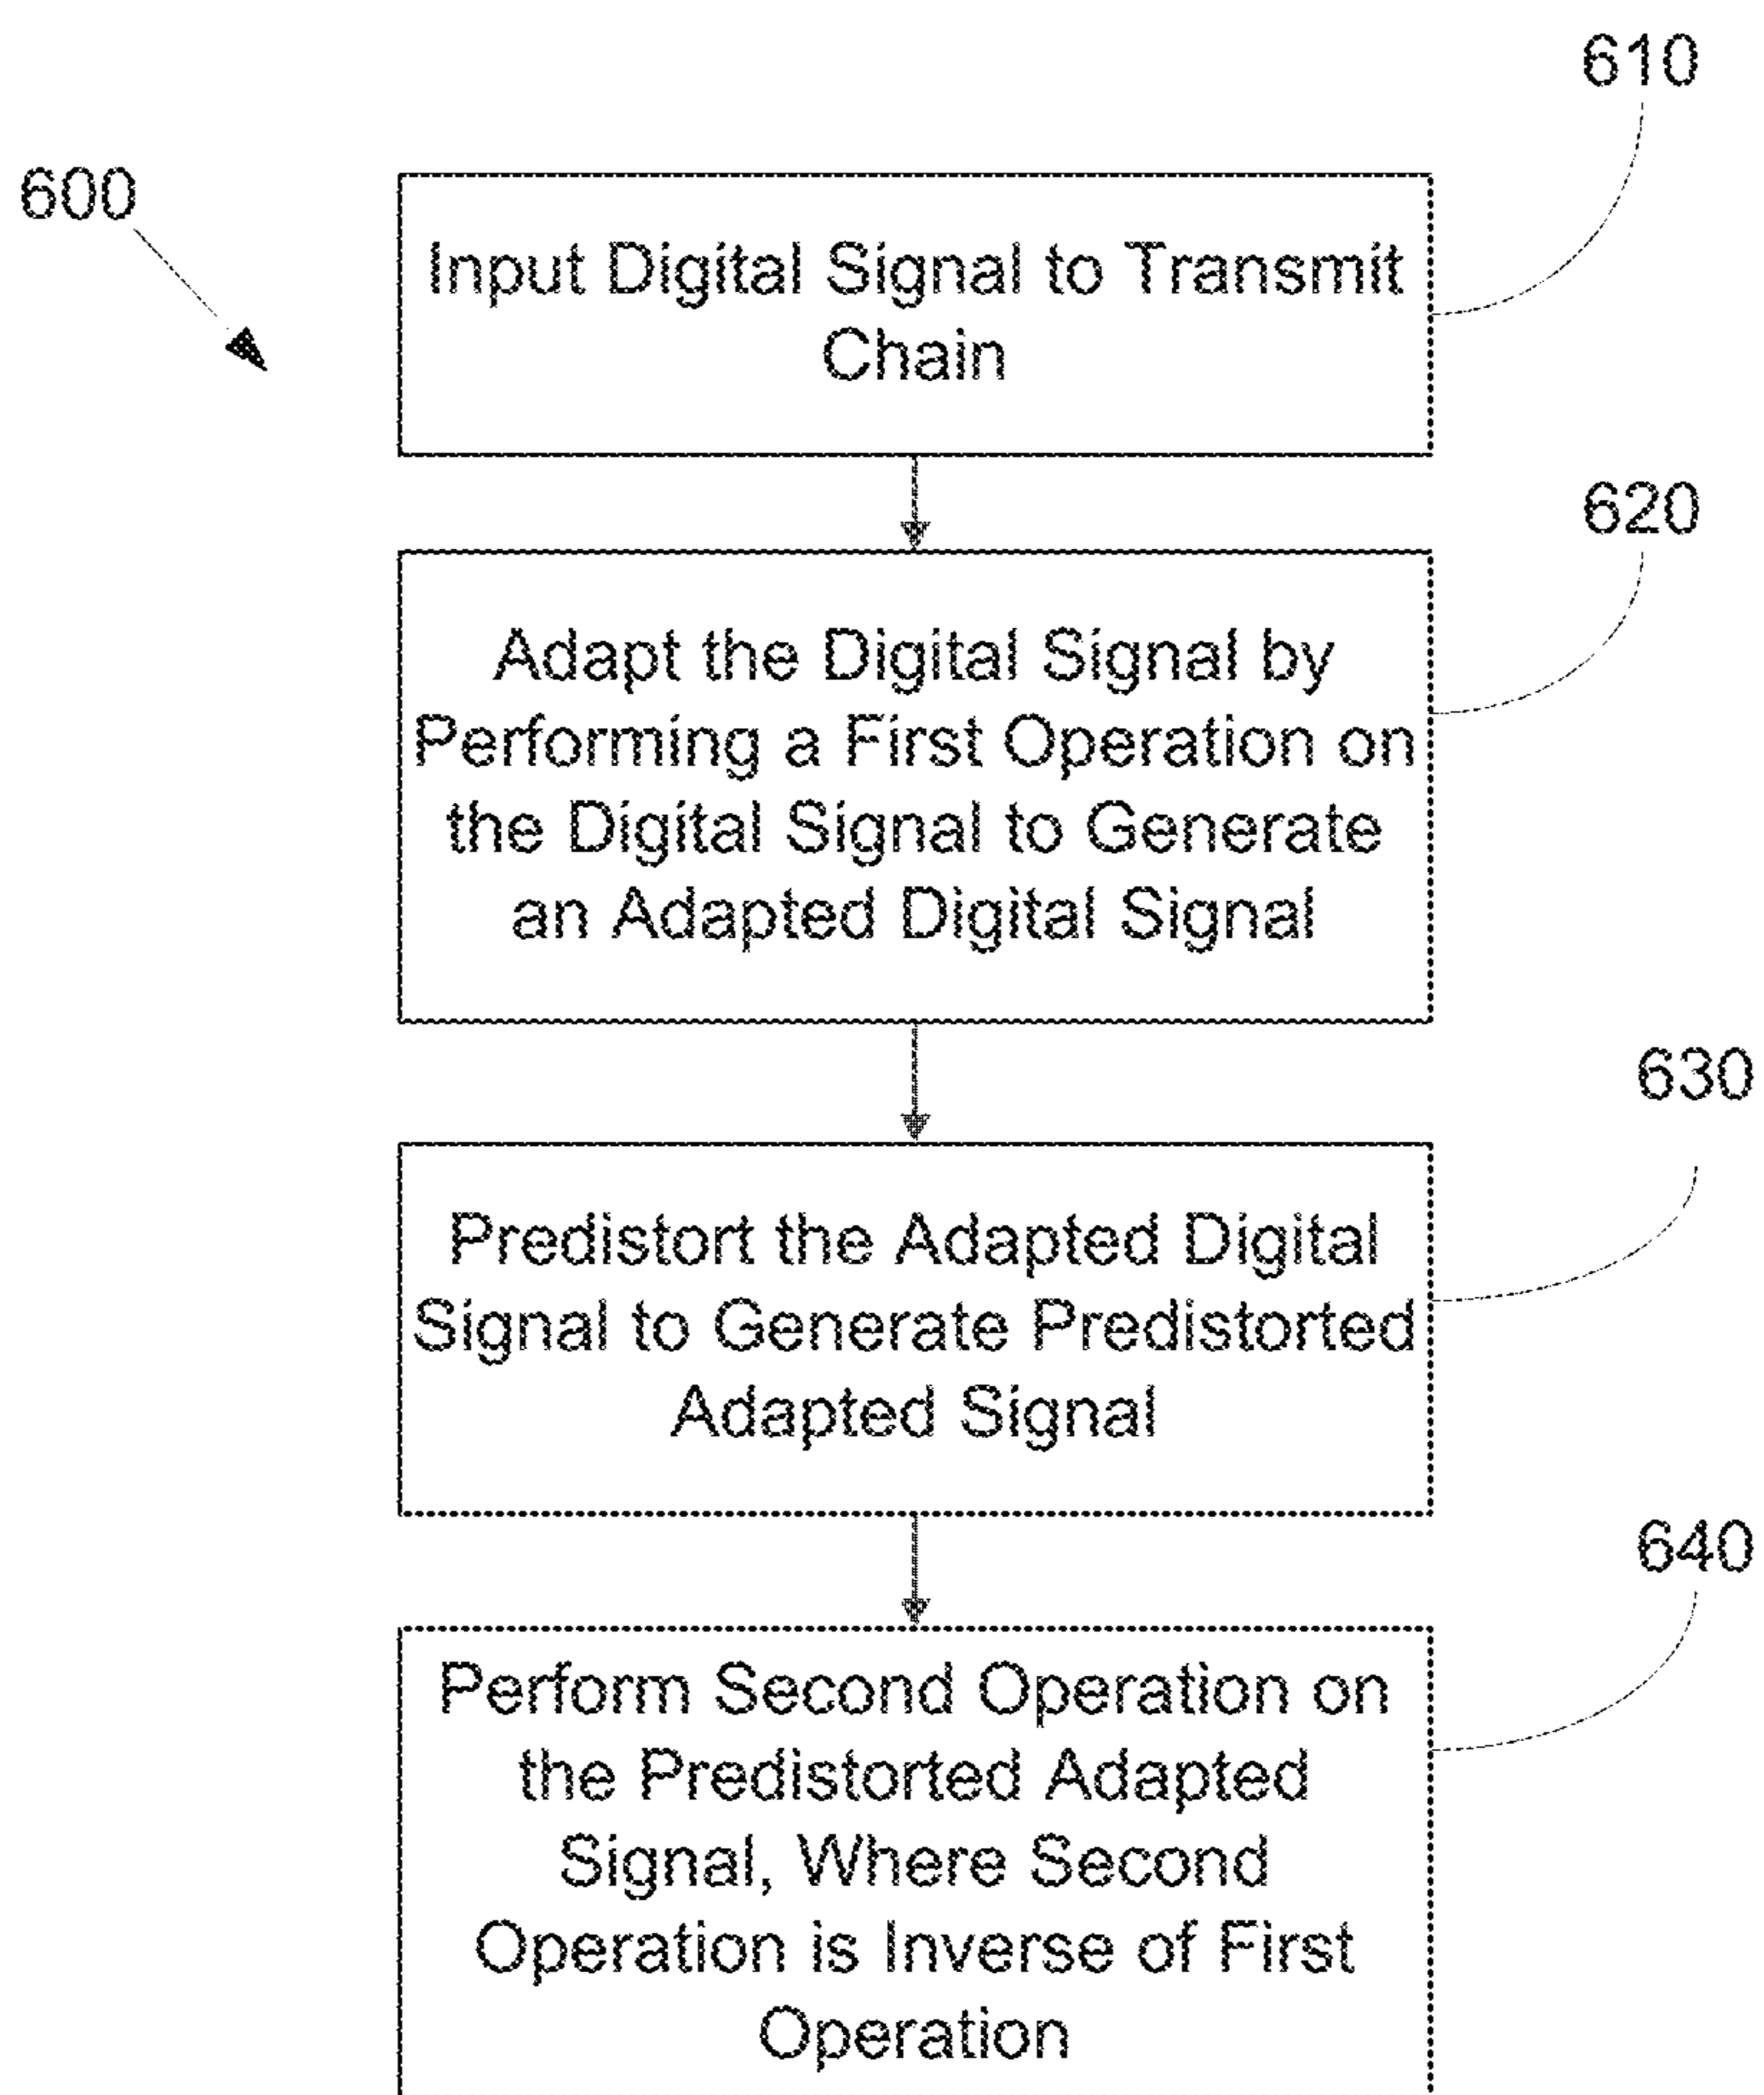 610
600
Input Digital Signal to Transmit
Chain
620
Adapt the Digital Signal by
Performing a First Operation on
the Digital Signal to Generate
an Adapted Digital Signal
630
Predistort the Adapted Digital
Signal to Generate Predistorted
Adapted Signal
640
Perform Second Operation on
the Predistorted Adapted
Signal, Where Second
Operation is Inverse of First
Operation